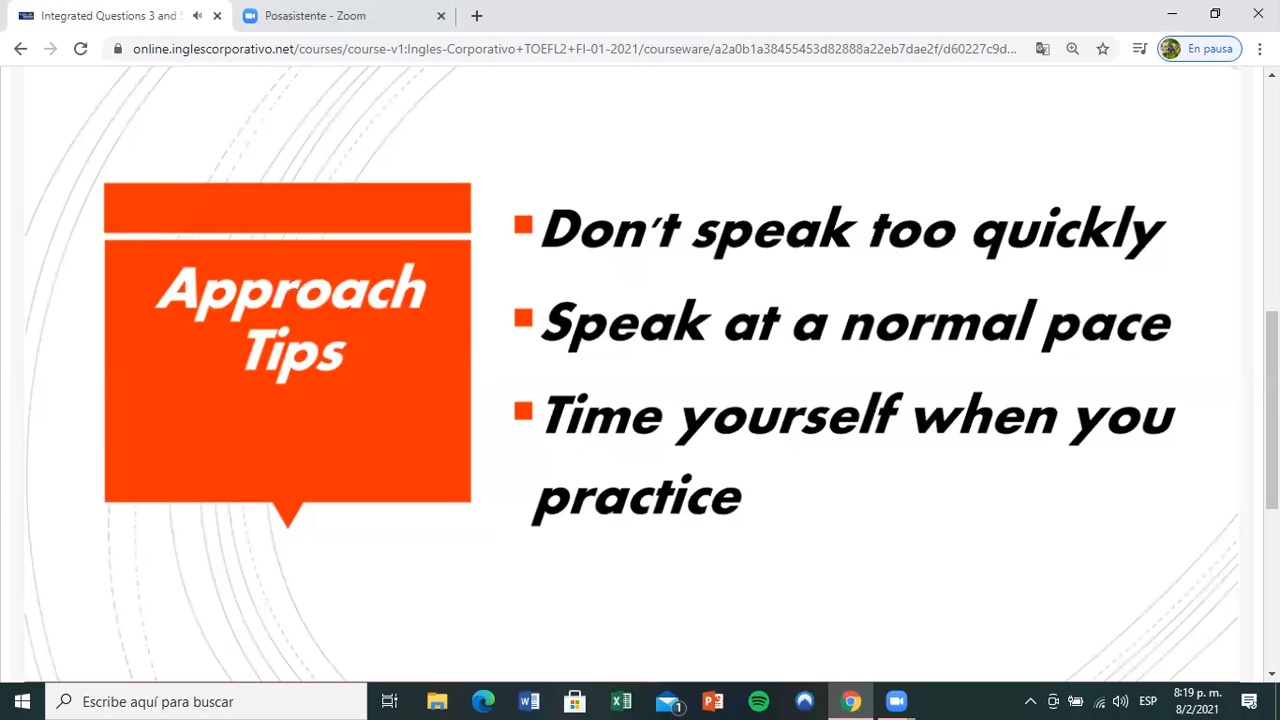 Integrated Questions 3 and
Posasistente - Zoom
online.inglescorporativo.net/courses/course-v1:Ingles-Corporativo+TOEFL2+FI-01-2021/courseware/a2a0b1a38455453d82888a22eb7dae2f/d60227c9d...
En pausa
Approach
Tips
Don't speak too quickly
Speak at a normal pace
Time yourself when you
practice
Escribe aquí para buscar
1
ESP
8:19 p. m.
8/2/2021